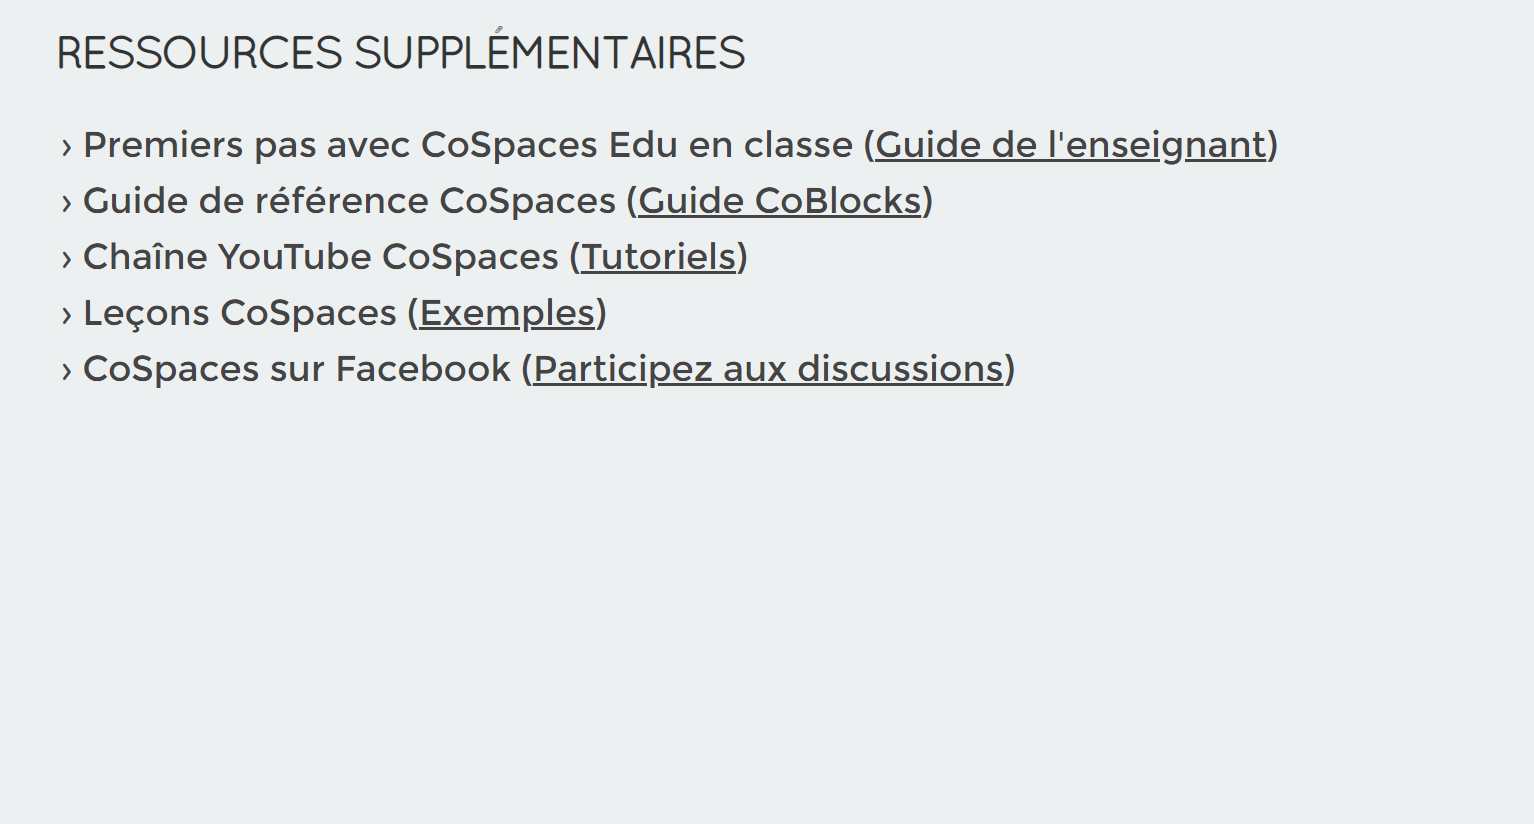 RESSOURCES SUPPLÉMENTAIRES
› Premiers pas avec CoSpaces Edu en classe (Guide de l'enseignant)
› Guide de référence CoSpaces (Guide CoBlocks)
› Chaîne YouTube CoSpaces (Tutoriels)
› Leçons CoSpaces (Exemples)
› CoSpaces sur Facebook (Participez aux discussions)